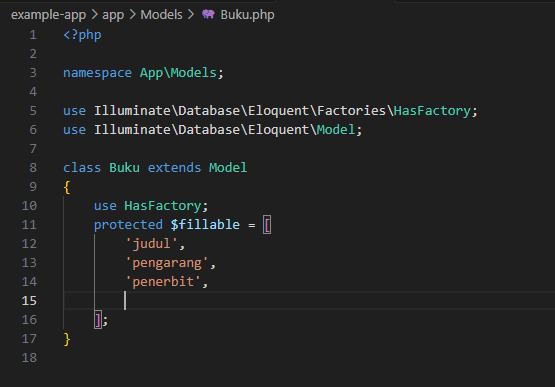 example-app > app > Models > Buku.php
1 <?php
2
3 namespace App\Models;
4
5 use Illuminate\Database\Eloquent\Factories\HasFactory;
6 use Illuminate\Database\Eloquent\Model;
7
8 class Buku extends Model
9 {
10     use HasFactory;
11     protected $fillable = [
12         'judul',
13         'pengarang',
14         'penerbit',
15
16     ];
17 }
18